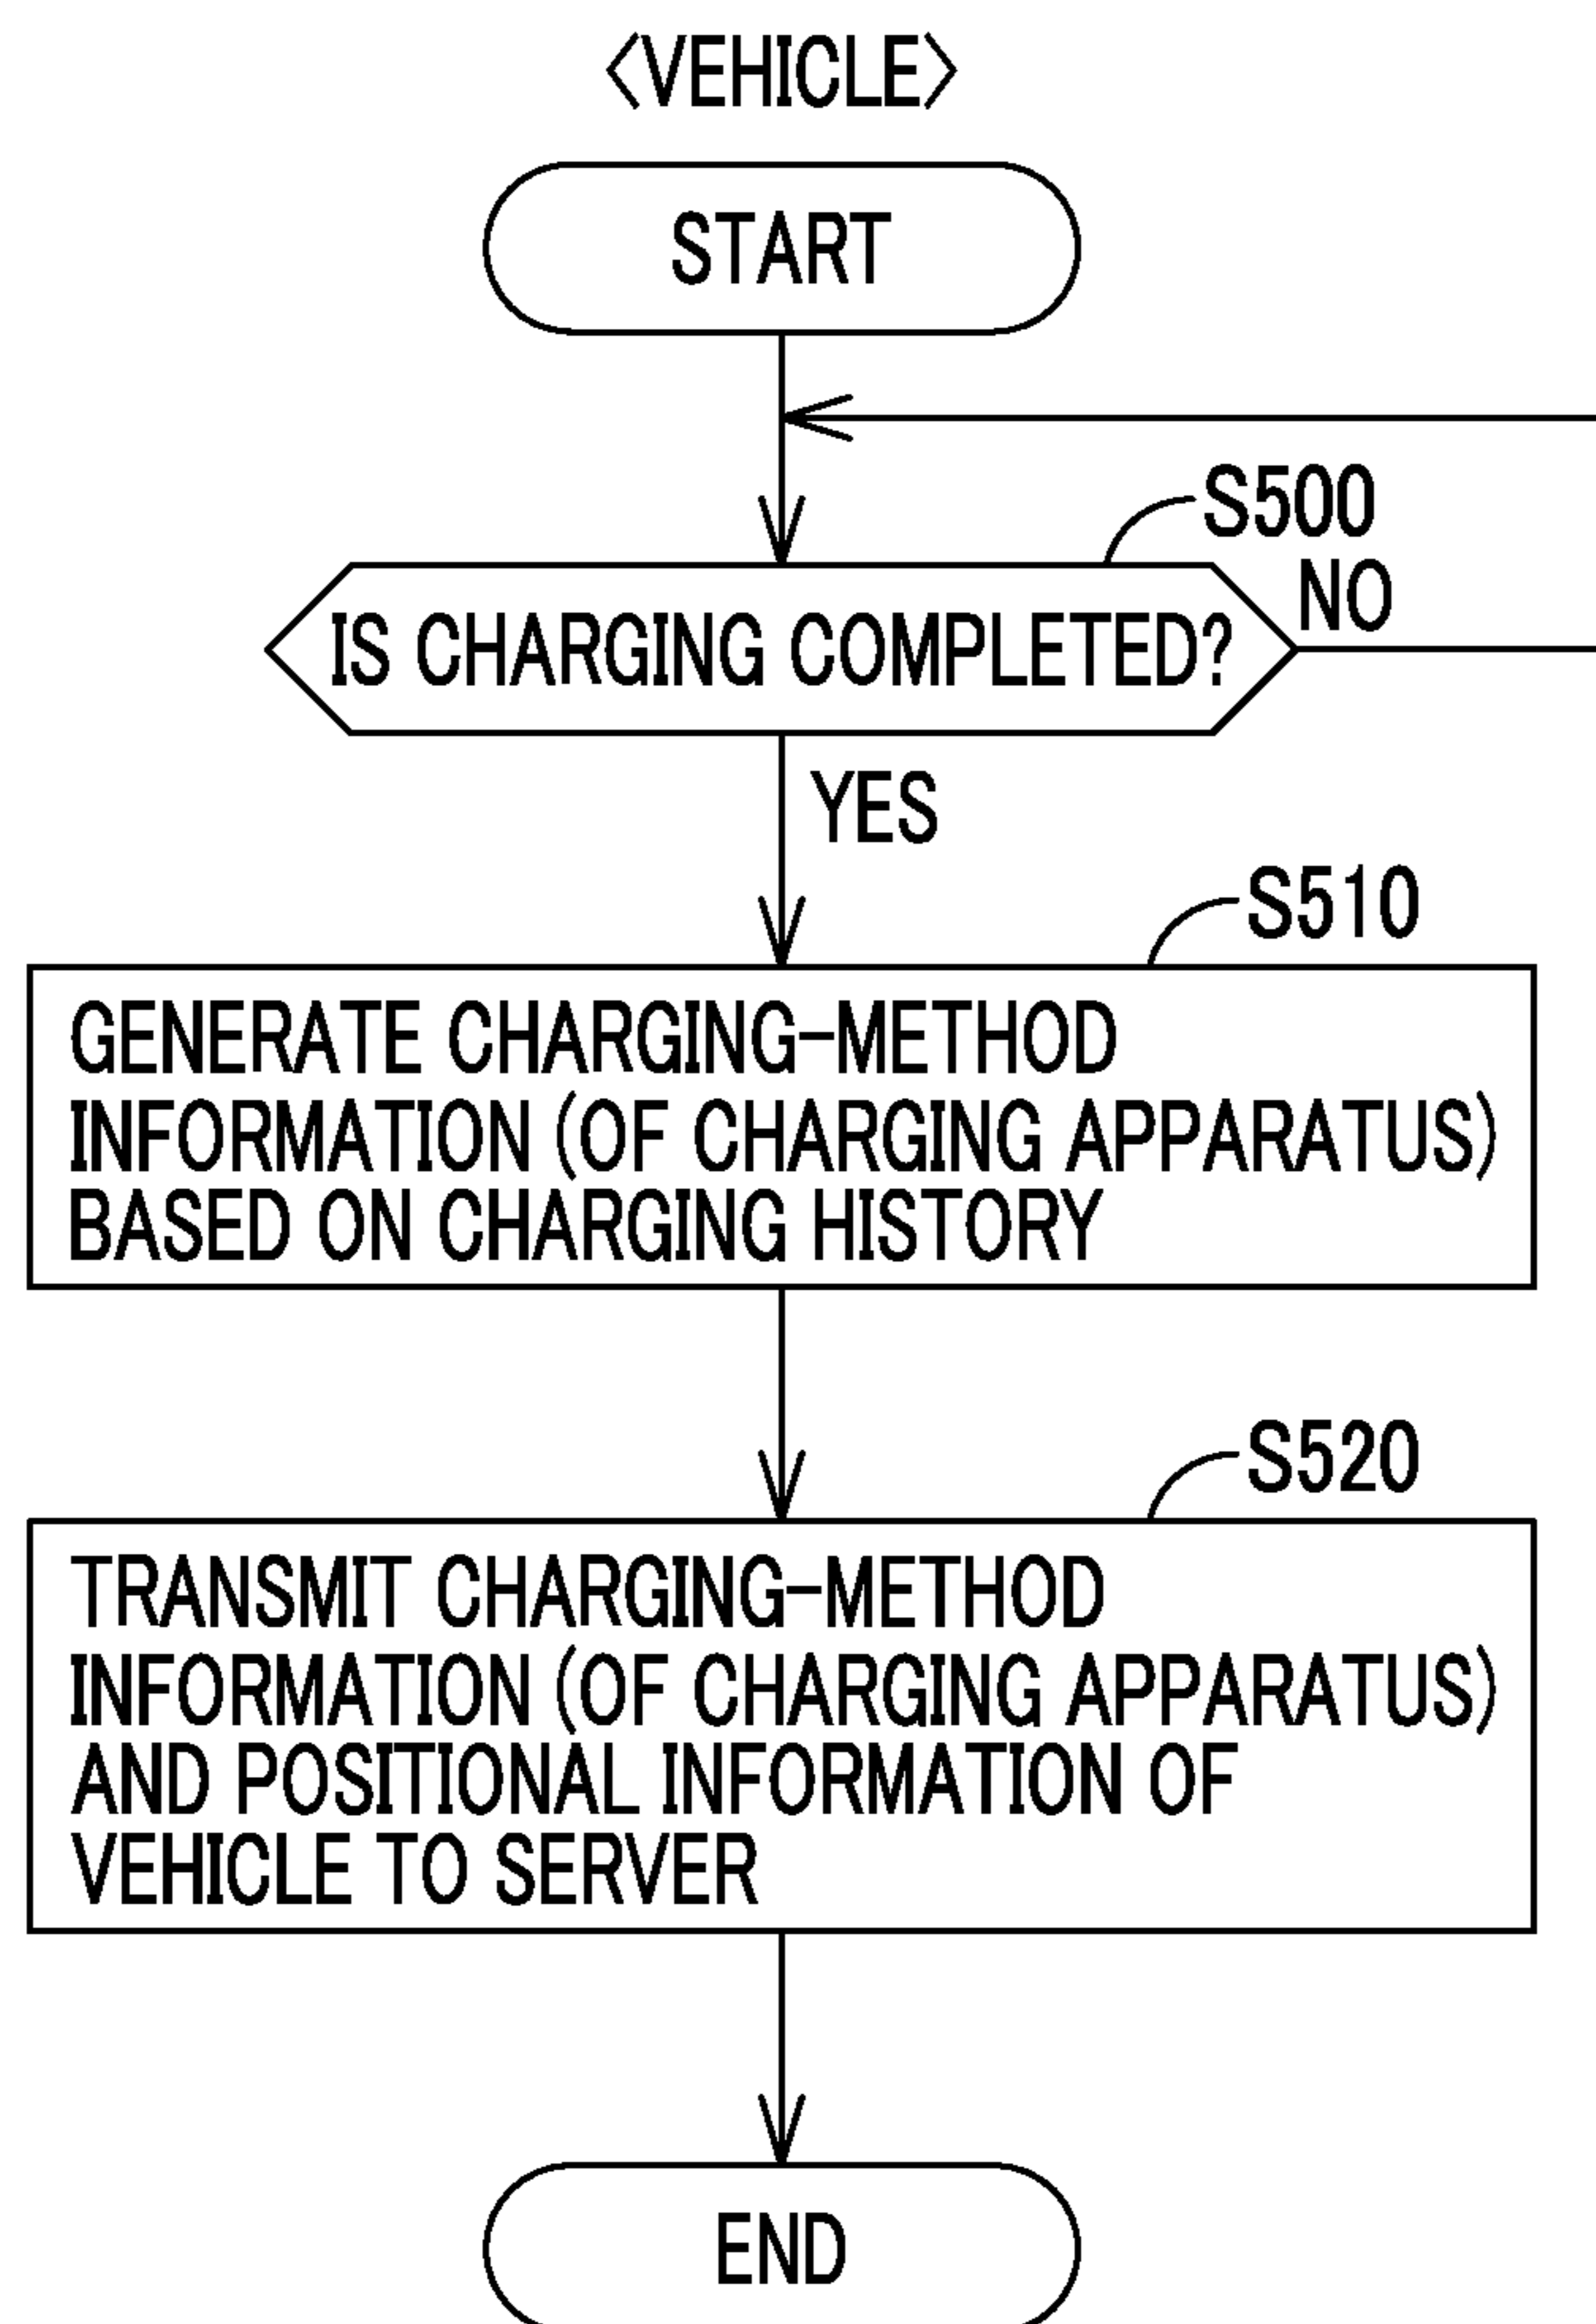 〈VEHICLE〉
START
S500
IS CHARGING COMPLETED?
NO
YES
S510
GENERATE CHARGING-METHOD
INFORMATION(OF CHARGING APPARATUS)
BASED ON CHARGING HISTORY
S520
TRANSMIT CHARGING-METHOD
INFORMATION(OF CHARGING APPARATUS)
AND POSITIONAL INFORMATION OF
VEHICLE TO SERVER
END